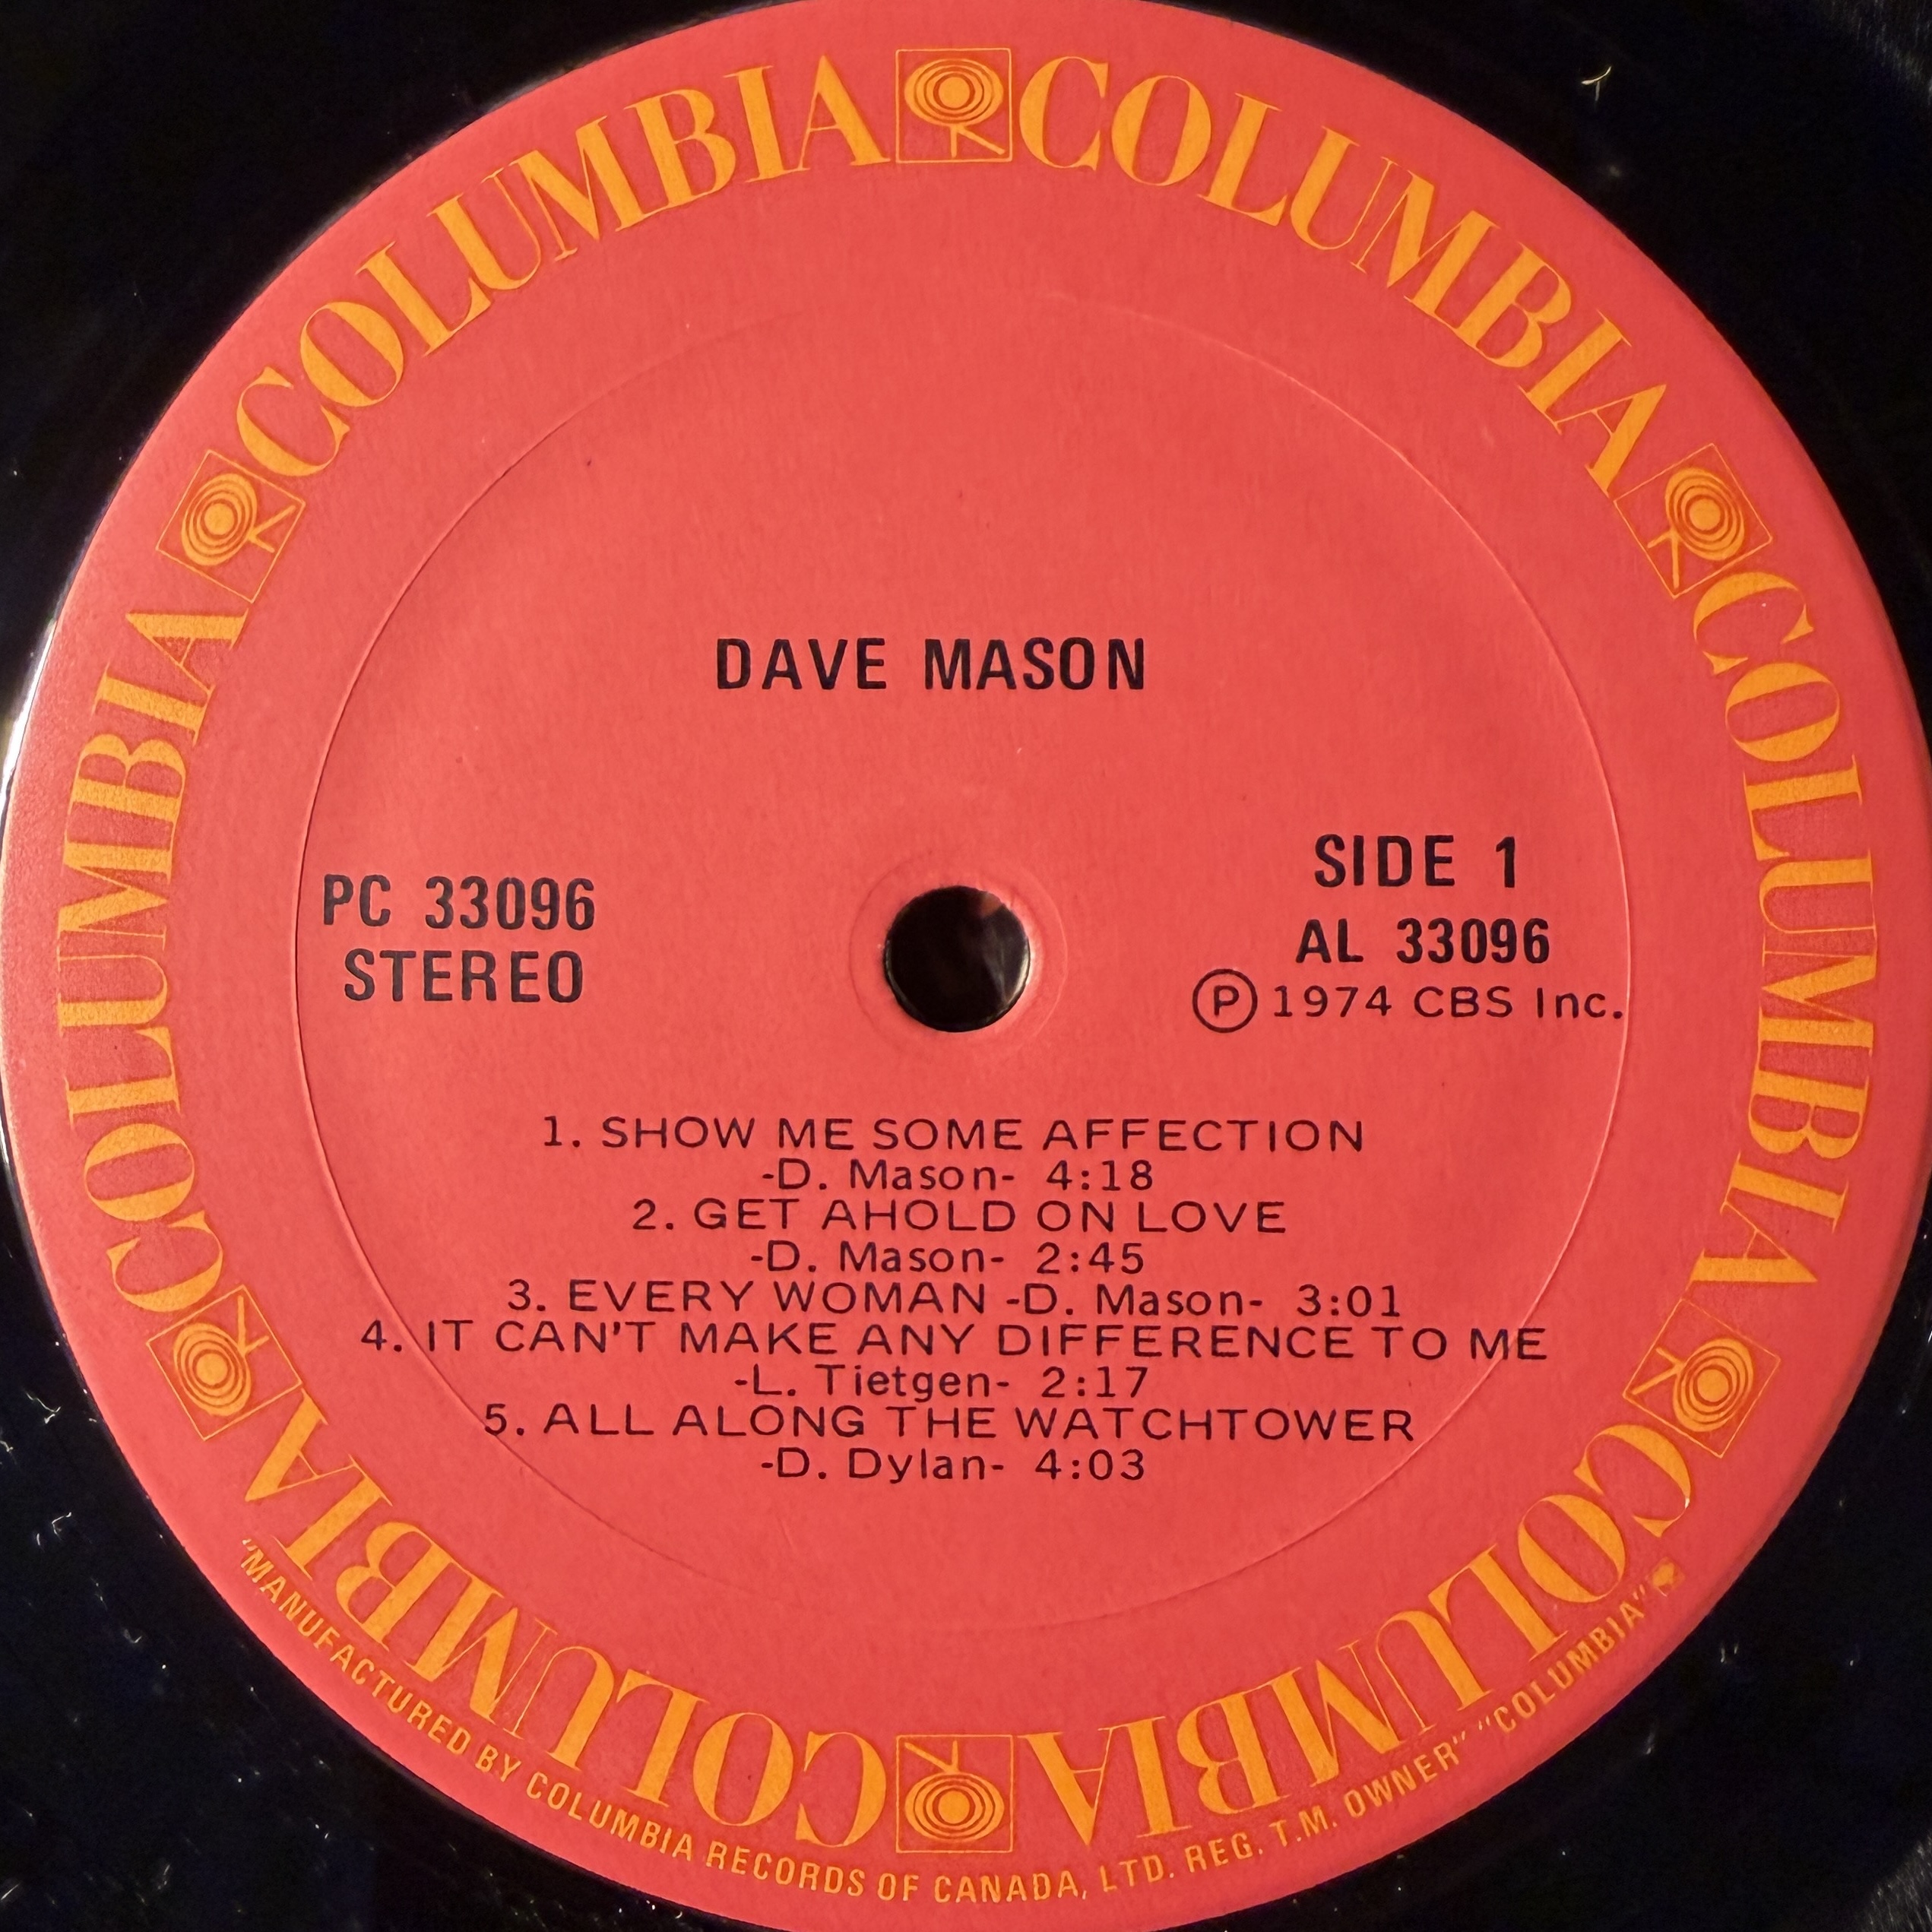 COLUMBIA COLUMBIA COLUMBIA COLUMBIA COLUMBIA COLUMBIA
DAVE MASON
PC 33096
STEREO
SIDE 1
AL 33096
Ⓟ 1974 CBS Inc.
1. SHOW ME SOME AFFECTION
-D. Mason- 4:18
2. GET AHOLD ON LOVE
-D. Mason- 2:45
3. EVERY WOMAN -D. Mason- 3:01
4. IT CAN'T MAKE ANY DIFFERENCE TO ME
-L. Tietgen- 2:17
5. ALL ALONG THE WATCHTOWER
-D. Dylan- 4:03
"MANUFACTURED BY COLUMBIA RECORDS OF CANADA, LTD. REG. T.M. OWNER" "COLUMBIA"